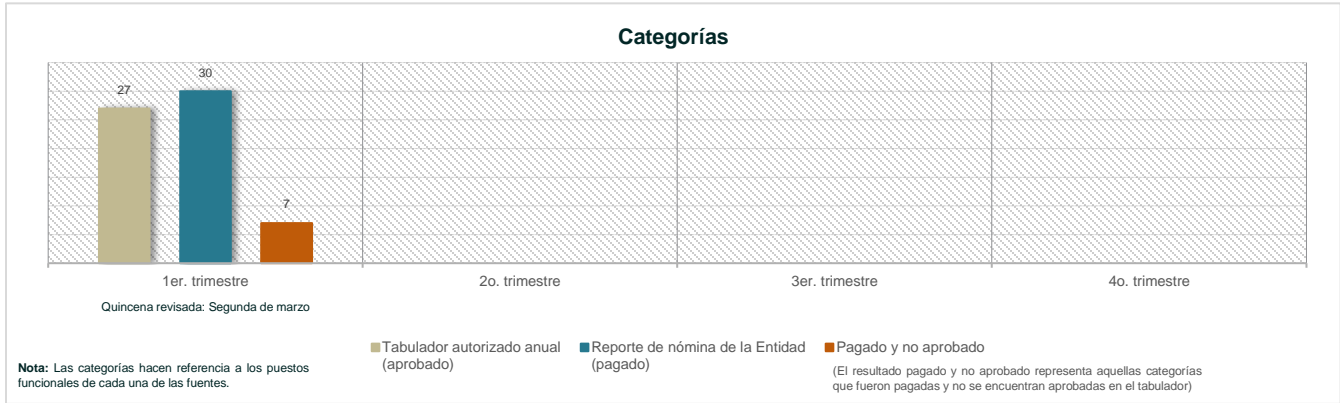 Categorías
27
30
7
1er. trimestre
2o. trimestre
3er. trimestre
4o. trimestre
Quincena revisada: Segunda de marzo
Tabulador autorizado anual
(aprobado)
Reporte de nómina de la Entidad
(pagado)
Pagado y no aprobado
(El resultado pagado y no aprobado representa aquellas categorías
que fueron pagadas y no se encuentran aprobadas en el tabulador)
Nota: Las categorías hacen referencia a los puestos
funcionales de cada una de las fuentes.